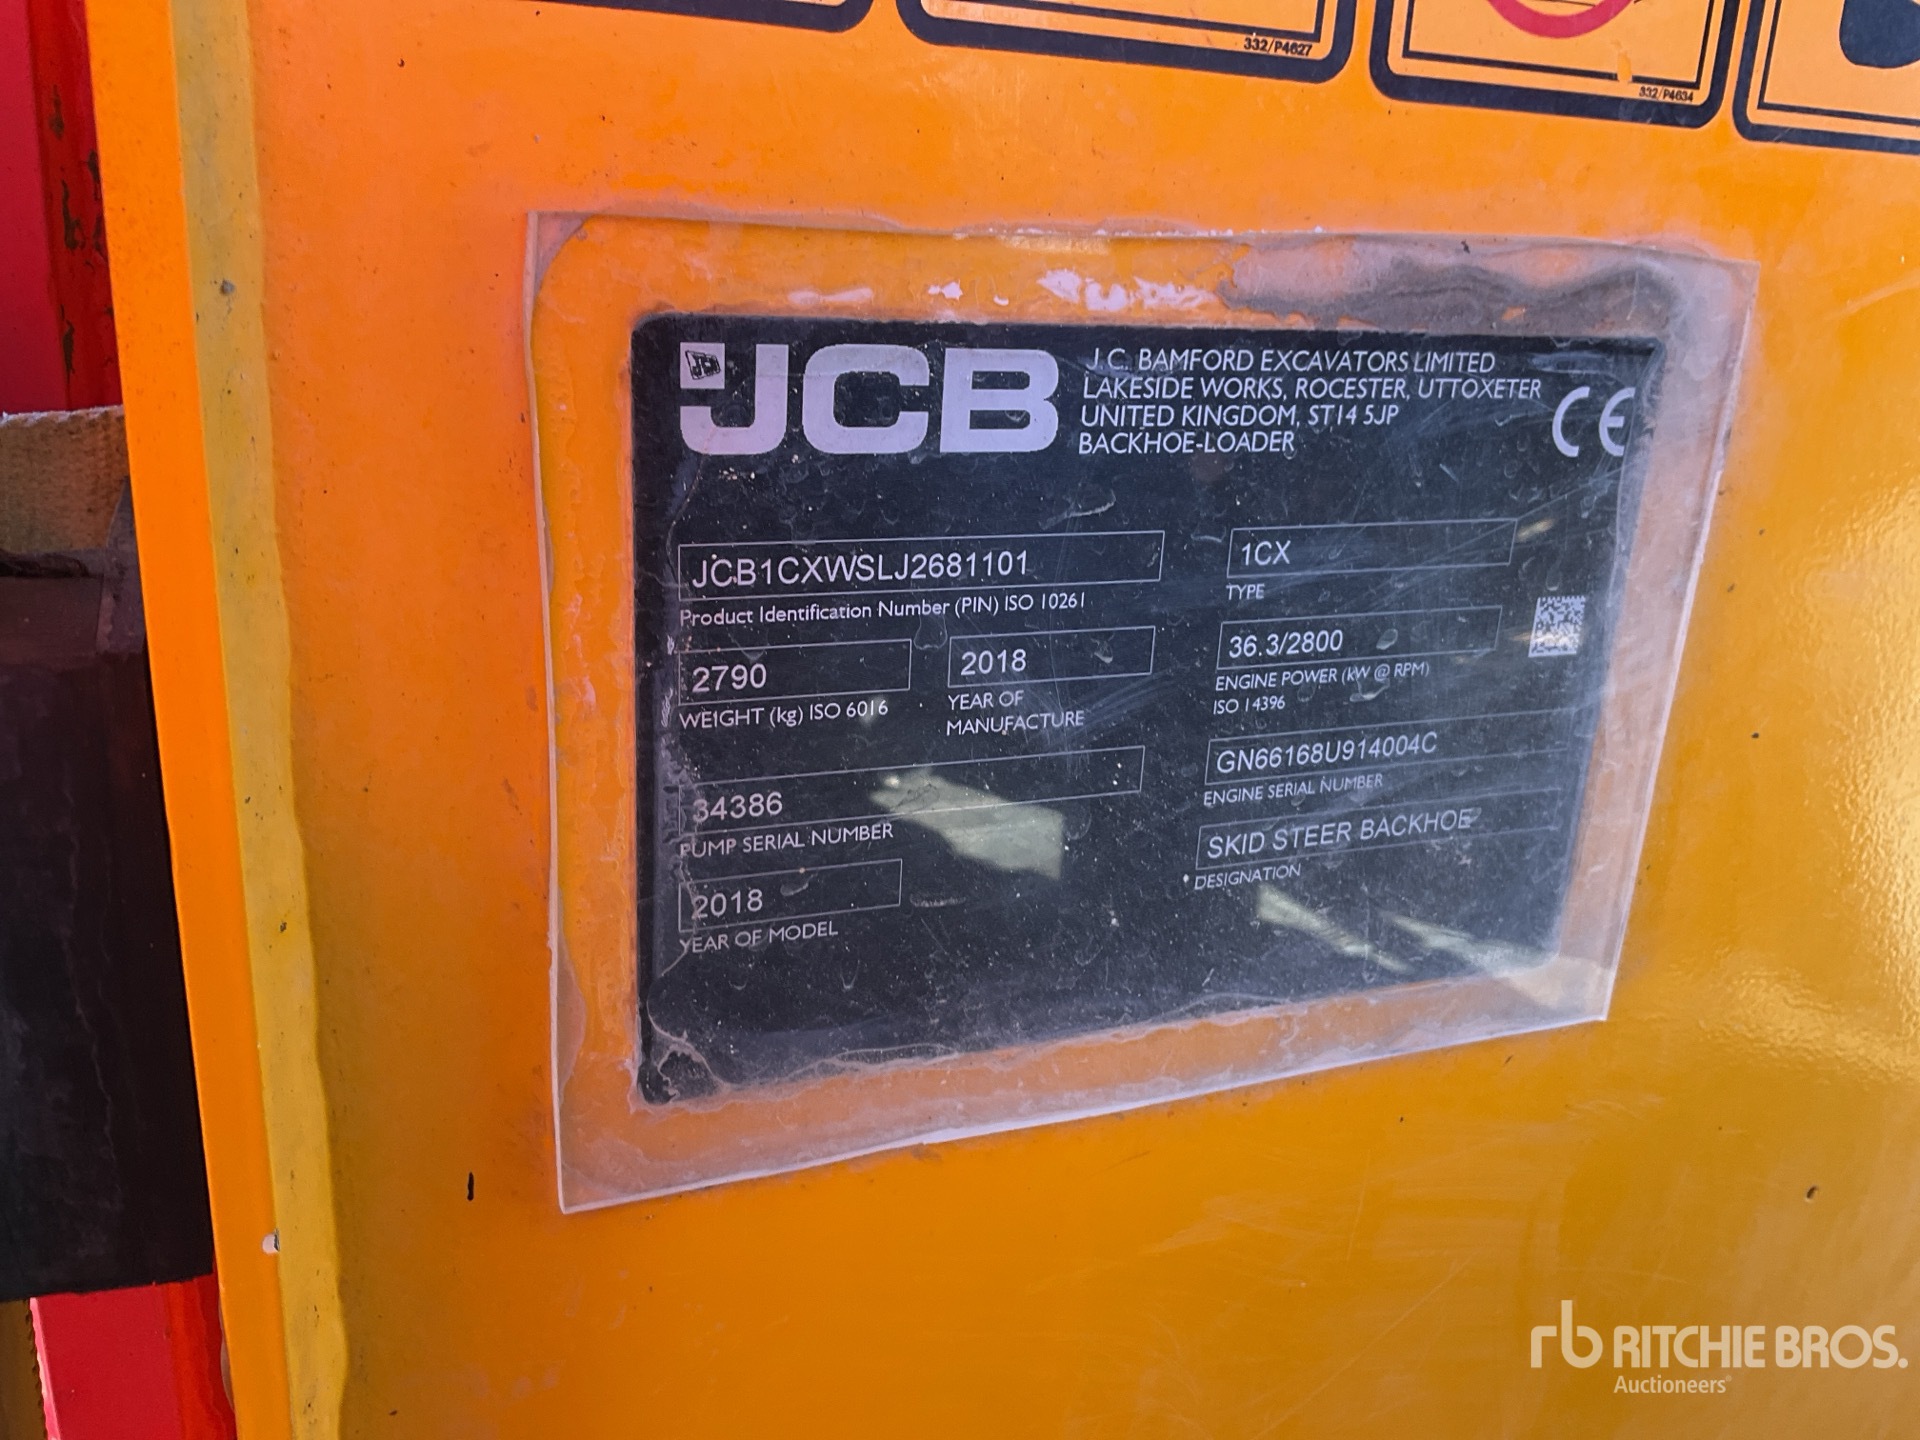 332/P4627
332/P4634
JCB
JCB
J.C. BAMFORD EXCAVATORS LIMITED
LAKESIDE WORKS, ROCESTER, UTTOXETER
UNITED KINGDOM, ST14 5JP
BACKHOE-LOADER
CE
JCB1CXWSLJ2681101
Product Identification Number (PIN) ISO 10261
1CX
TYPE
2790
WEIGHT (kg) ISO 6016
2018
YEAR OF
MANUFACTURE
36.3/2800
ENGINE POWER (kW @ RPM)
ISO 14396
34386
PUMP SERIAL NUMBER
GN66168U914004C
ENGINE SERIAL NUMBER
2018
YEAR OF MODEL
SKID STEER BACKHOE
DESIGNATION
rb RITCHIE BROS.
Auctioneers